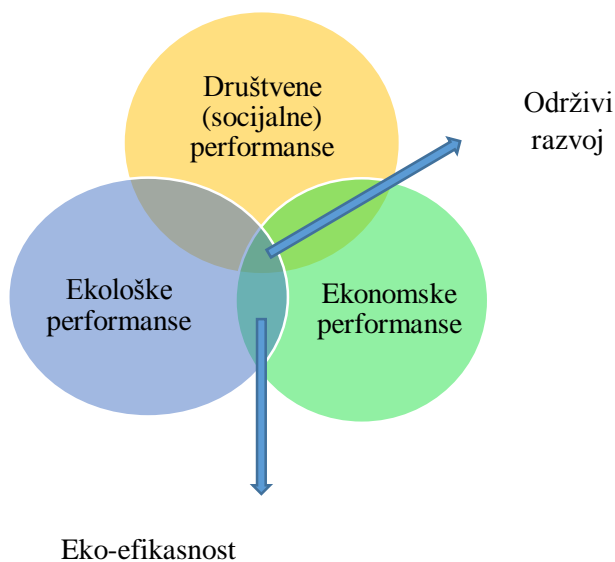 Društvene
(socijalne)
performanse
Održivi
razvoj
Ekološke
performanse
Ekonomske
performanse
Eko-efikasnost